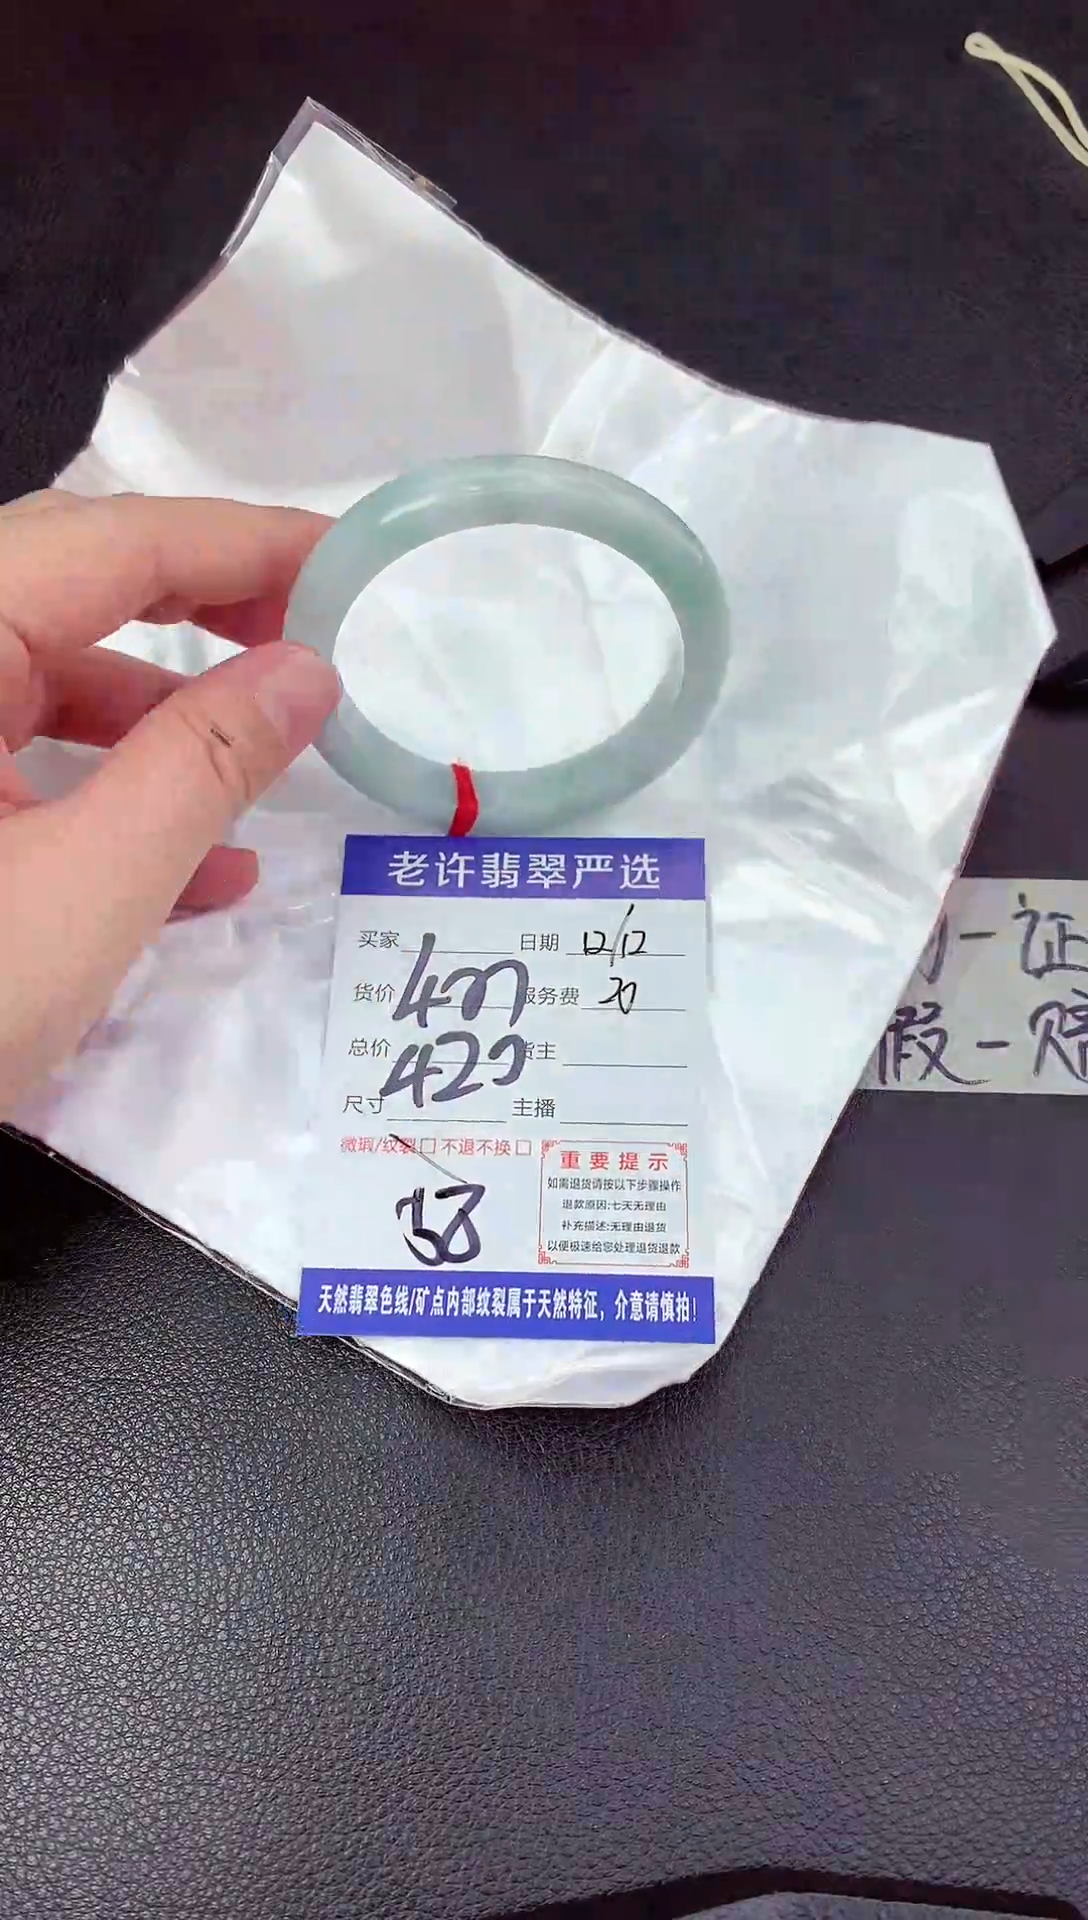 老许翡翠严选
买家 日期 12/12
货价 400 服务费 20
总价 420 货主
尺寸 主播
微瑕/纹裂□ 不退不换□
58
重要提示
如需退货请按以下步骤操作
退款原因:七天无理由
补充描述:无理由退货
以便极速给您处理退货退款
天然翡翠色线/矿点内部纹裂属于天然特征，介意请慎拍!
一证
假一赔